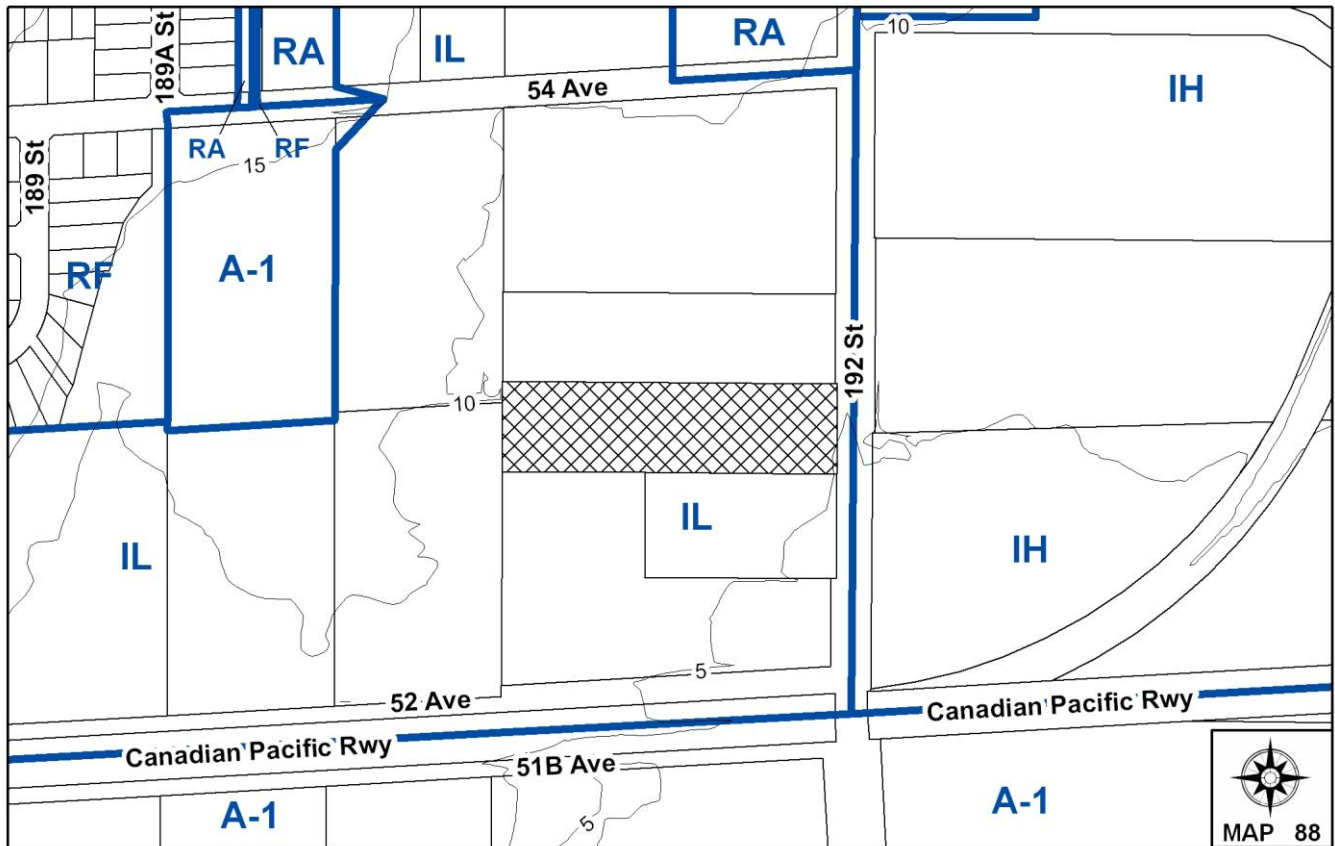 189A St
RA
IL
RA
10
IH
54 Ave
RA
RF
15
189 St
RF
A-1
192 St
10
IL
IL
IH
5
52 Ave
Canadian Pacific Rwy
Canadian Pacific Rwy
51B Ave
A-1
5
A-1
MAP 88